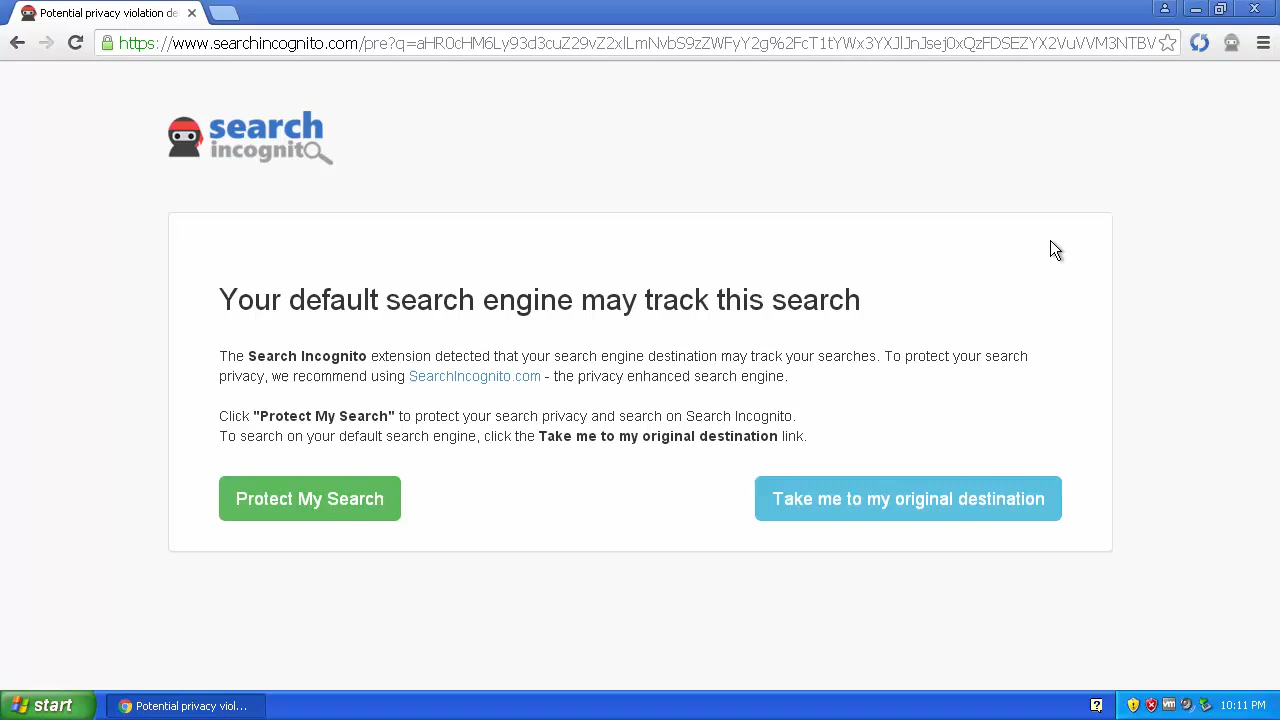 Potential privacy violation de
https://www.searchincognito.com/pre?q=aHR0cHM6Ly93d3cuZ29vZ2xlLmNvbS9zZWFyY2g%2FcT1tYWx3YXJlJnJsej0xQzFDSEZYX2VuVVM3NTBV
search
incognito
Your default search engine may track this search
The Search Incognito extension detected that your search engine destination may track your searches. To protect your search
privacy, we recommend using SearchIncognito.com - the privacy enhanced search engine.
Click "Protect My Search" to protect your search privacy and search on Search Incognito.
To search on your default search engine, click the Take me to my original destination link.
Protect My Search
Take me to my original destination
start
Potential privacy viol...
10:11 PM